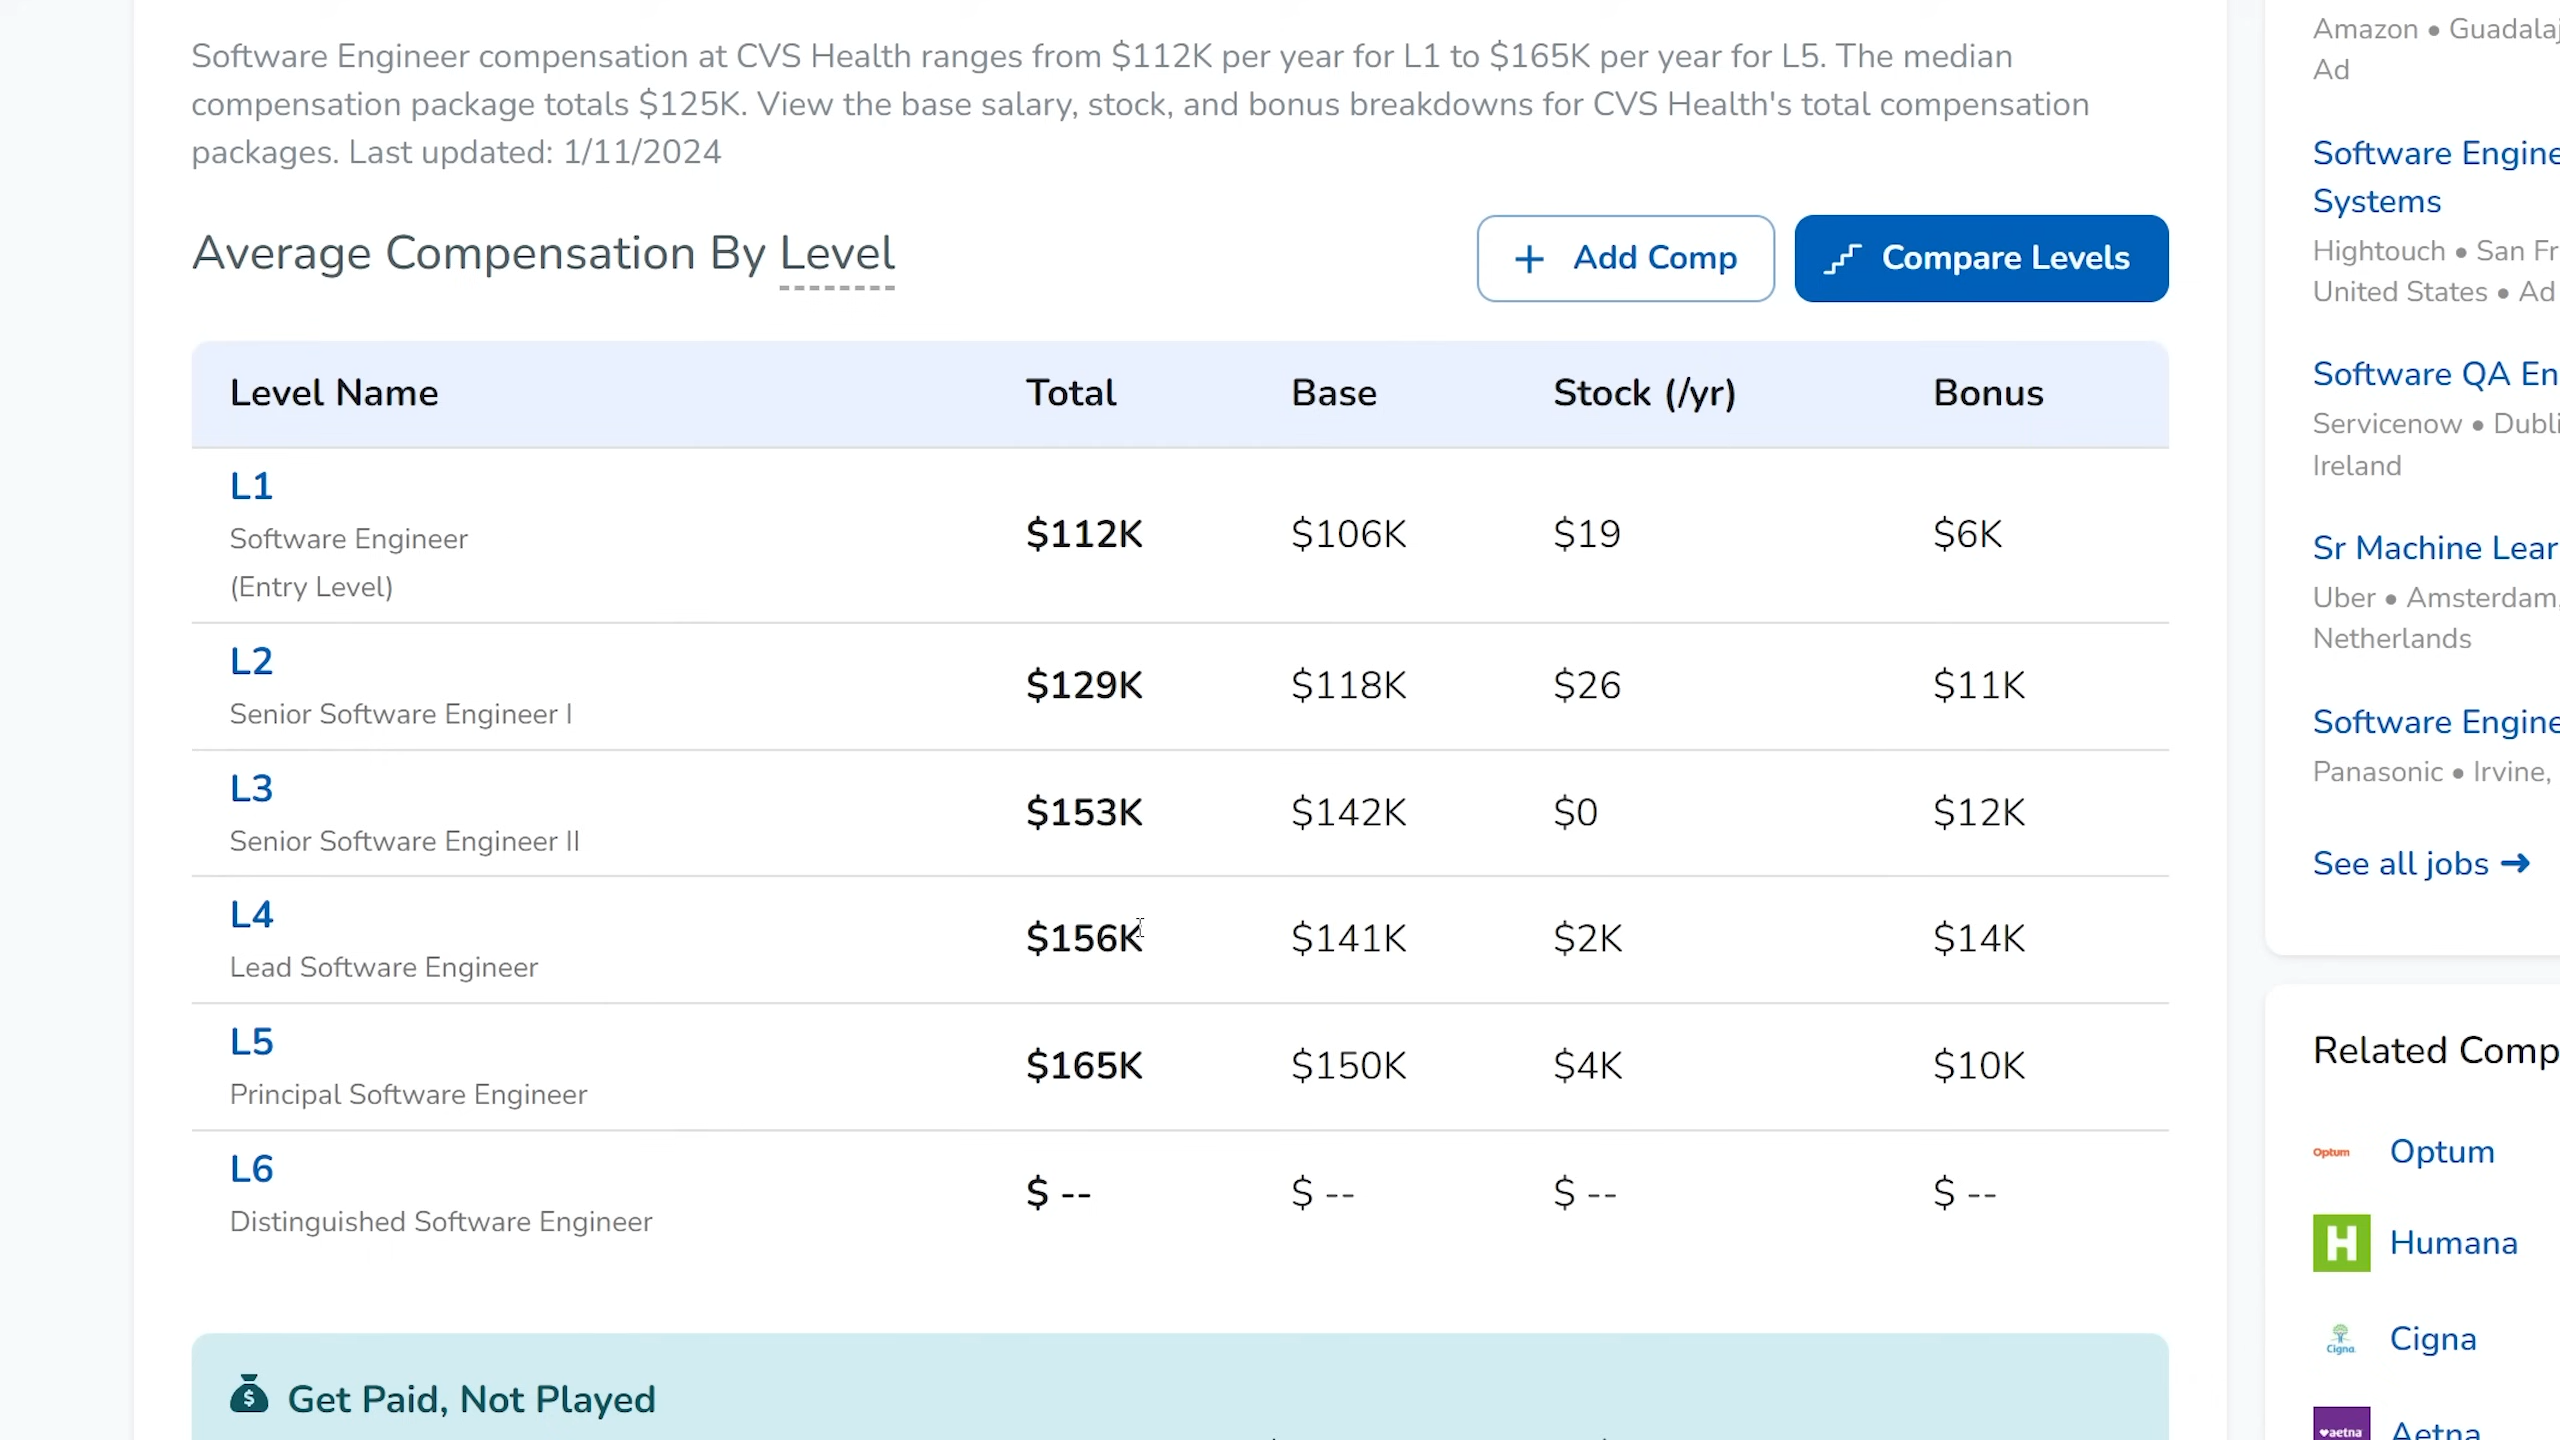 Software Engineer compensation at CVS Health ranges from $112K per year for L1 to $165K per year for L5. The median
compensation package totals $125K. View the base salary, stock, and bonus breakdowns for CVS Health's total compensation
packages. Last updated: 1/11/2024
Average Compensation By Level
+ Add Comp
Compare Levels
Level Name Total Base Stock (/yr) Bonus
L1
Software Engineer
(Entry Level)
$112K $106K $19 $6K
L2
Senior Software Engineer I
$129K $118K $26 $11K
L3
Senior Software Engineer II
$153K $142K $0 $12K
L4
Lead Software Engineer
$156K $141K $2K $14K
L5
Principal Software Engineer
$165K $150K $4K $10K
L6
Distinguished Software Engineer
$ -- $ -- $ -- $ --
Get Paid, Not Played
Amazon • Guadalaj
Ad
Software Engine
Systems
Hightouch • San Fr
United States • Ad
Software QA En
Servicenow • Dubli
Ireland
Sr Machine Lear
Uber • Amsterdam,
Netherlands
Software Engine
Panasonic • Irvine,
See all jobs →
Related Comp
Optum Optum
H Humana
Cigna Cigna
aetna Aetna